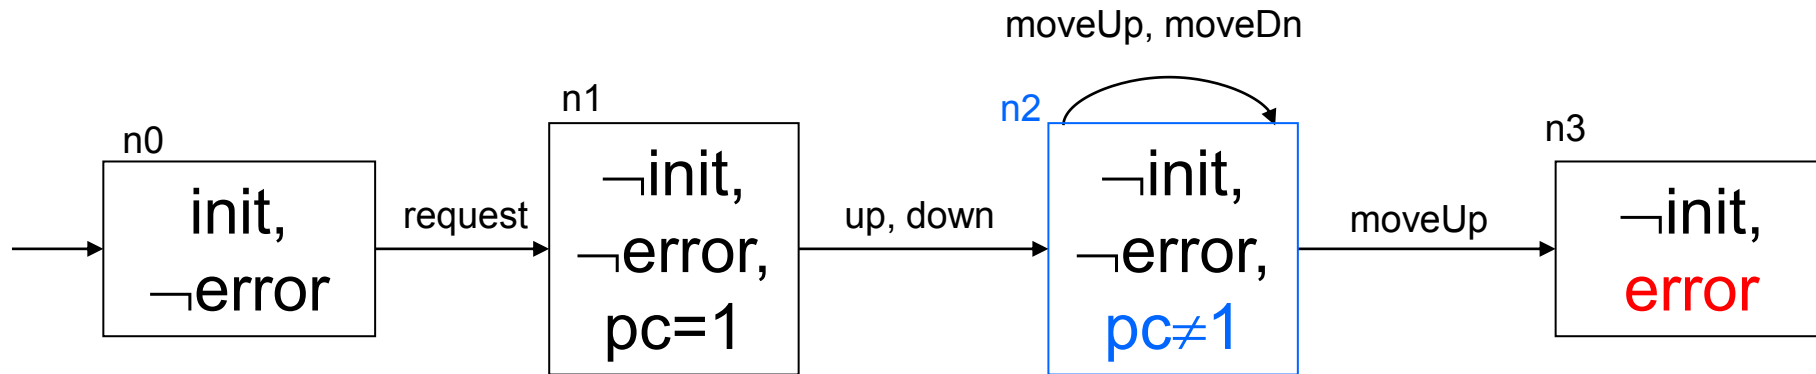 moveUp, moveDn
n0
init,
¬error
request
n1
¬init,
¬error,
pc=1
up, down
n2
¬init,
¬error,
pc≠1
moveUp
n3
¬init,
error